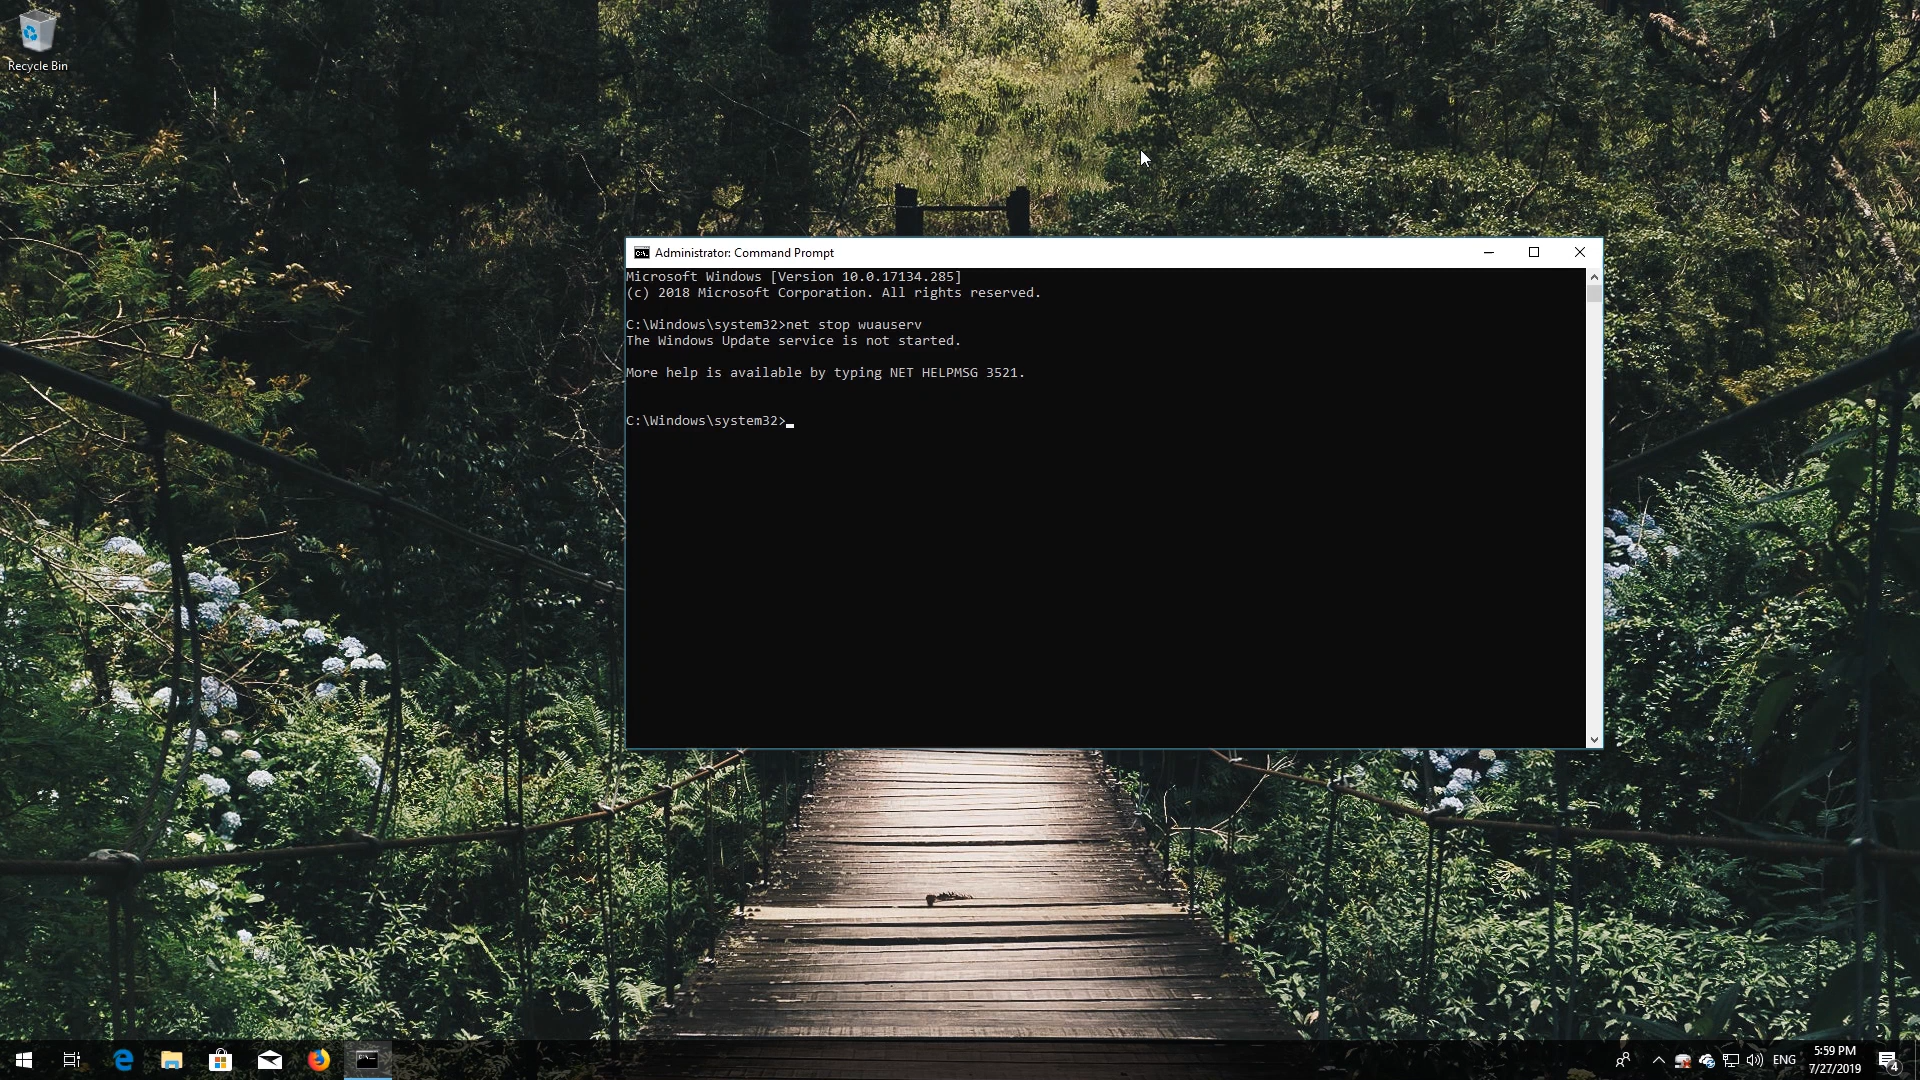 Recycle Bin
Administrator: Command Prompt
Microsoft Windows [Version 10.0.17134.285]
(c) 2018 Microsoft Corporation. All rights reserved.
C:\Windows\system32>net stop wuauserv
The Windows Update service is not started.
More help is available by typing NET HELPMSG 3521.
C:\Windows\system32>
ENG
5:59 PM
7/27/2019
4